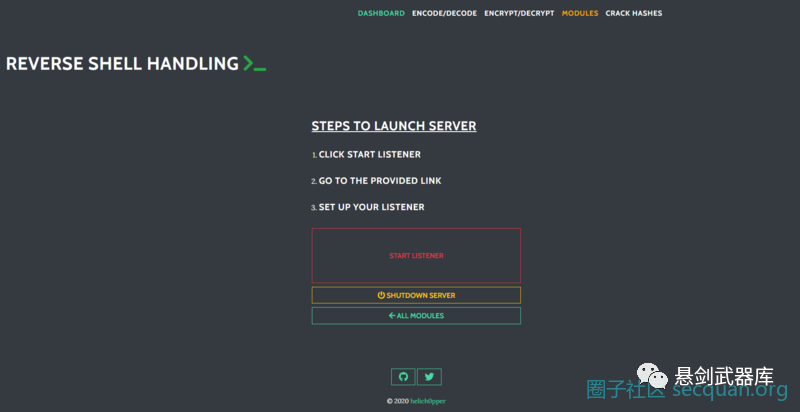 DASHBOARD ENCODE/DECODE ENCRYPT/DECRYPT MODULES CRACK HASHES
REVERSE SHELL HANDLING >_
STEPS TO LAUNCH SERVER
1. CLICK START LISTENER
2. GO TO THE PROVIDED LINK
3. SET UP YOUR LISTENER
START LISTENER
SHUTDOWN SERVER
ALL MODULES
悬剑武器库
圈子社区 secquan.org
© 2020 helich0pper